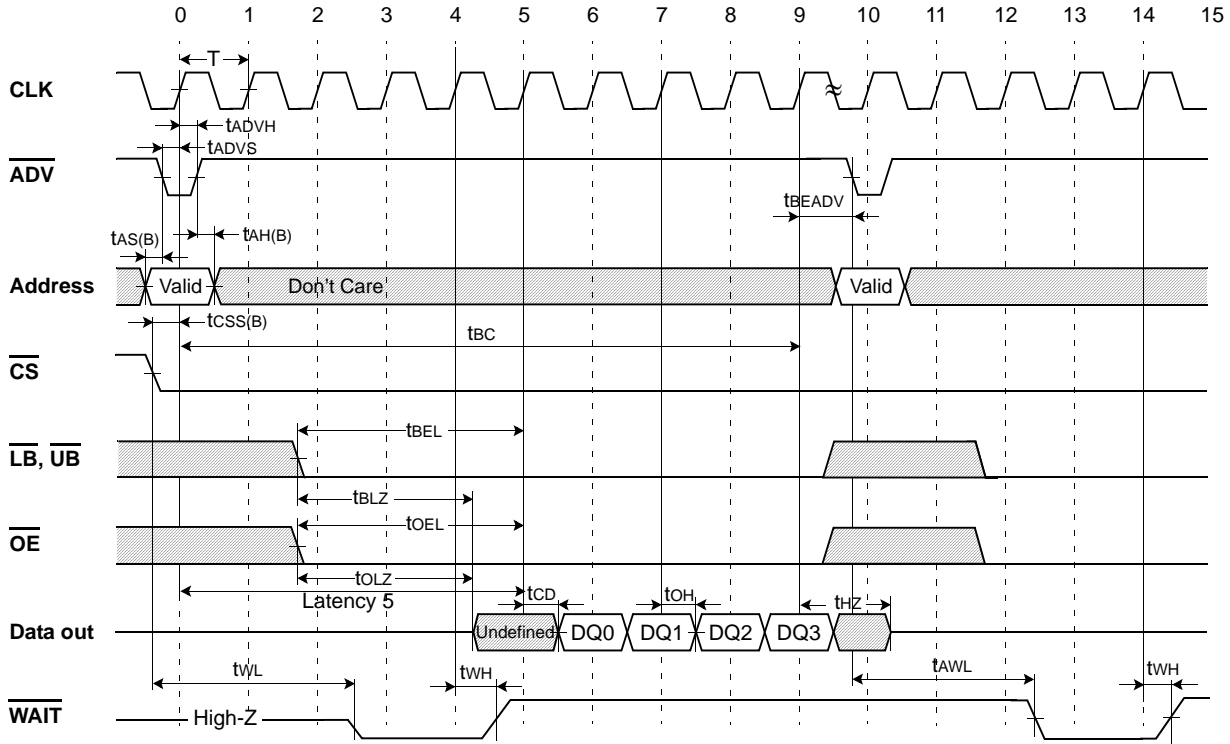 0 1 2 3 4 5 6 7 8 9 10 11 12 13 14 15
T
CLK
tADVH
tADVS
ADV
tBEADV
tAS(B)
tAH(B)
Address
Valid
Don't Care
Valid
tCSS(B)
tBC
CS
tBEL
LB, UB
tBLZ
tOEL
OE
tOLZ
Latency 5
tCD
tOH
tHZ
Data out
Undefined
DQ0
DQ1
DQ2
DQ3
tWL
tWH
tAWL
tWH
WAIT
High-Z